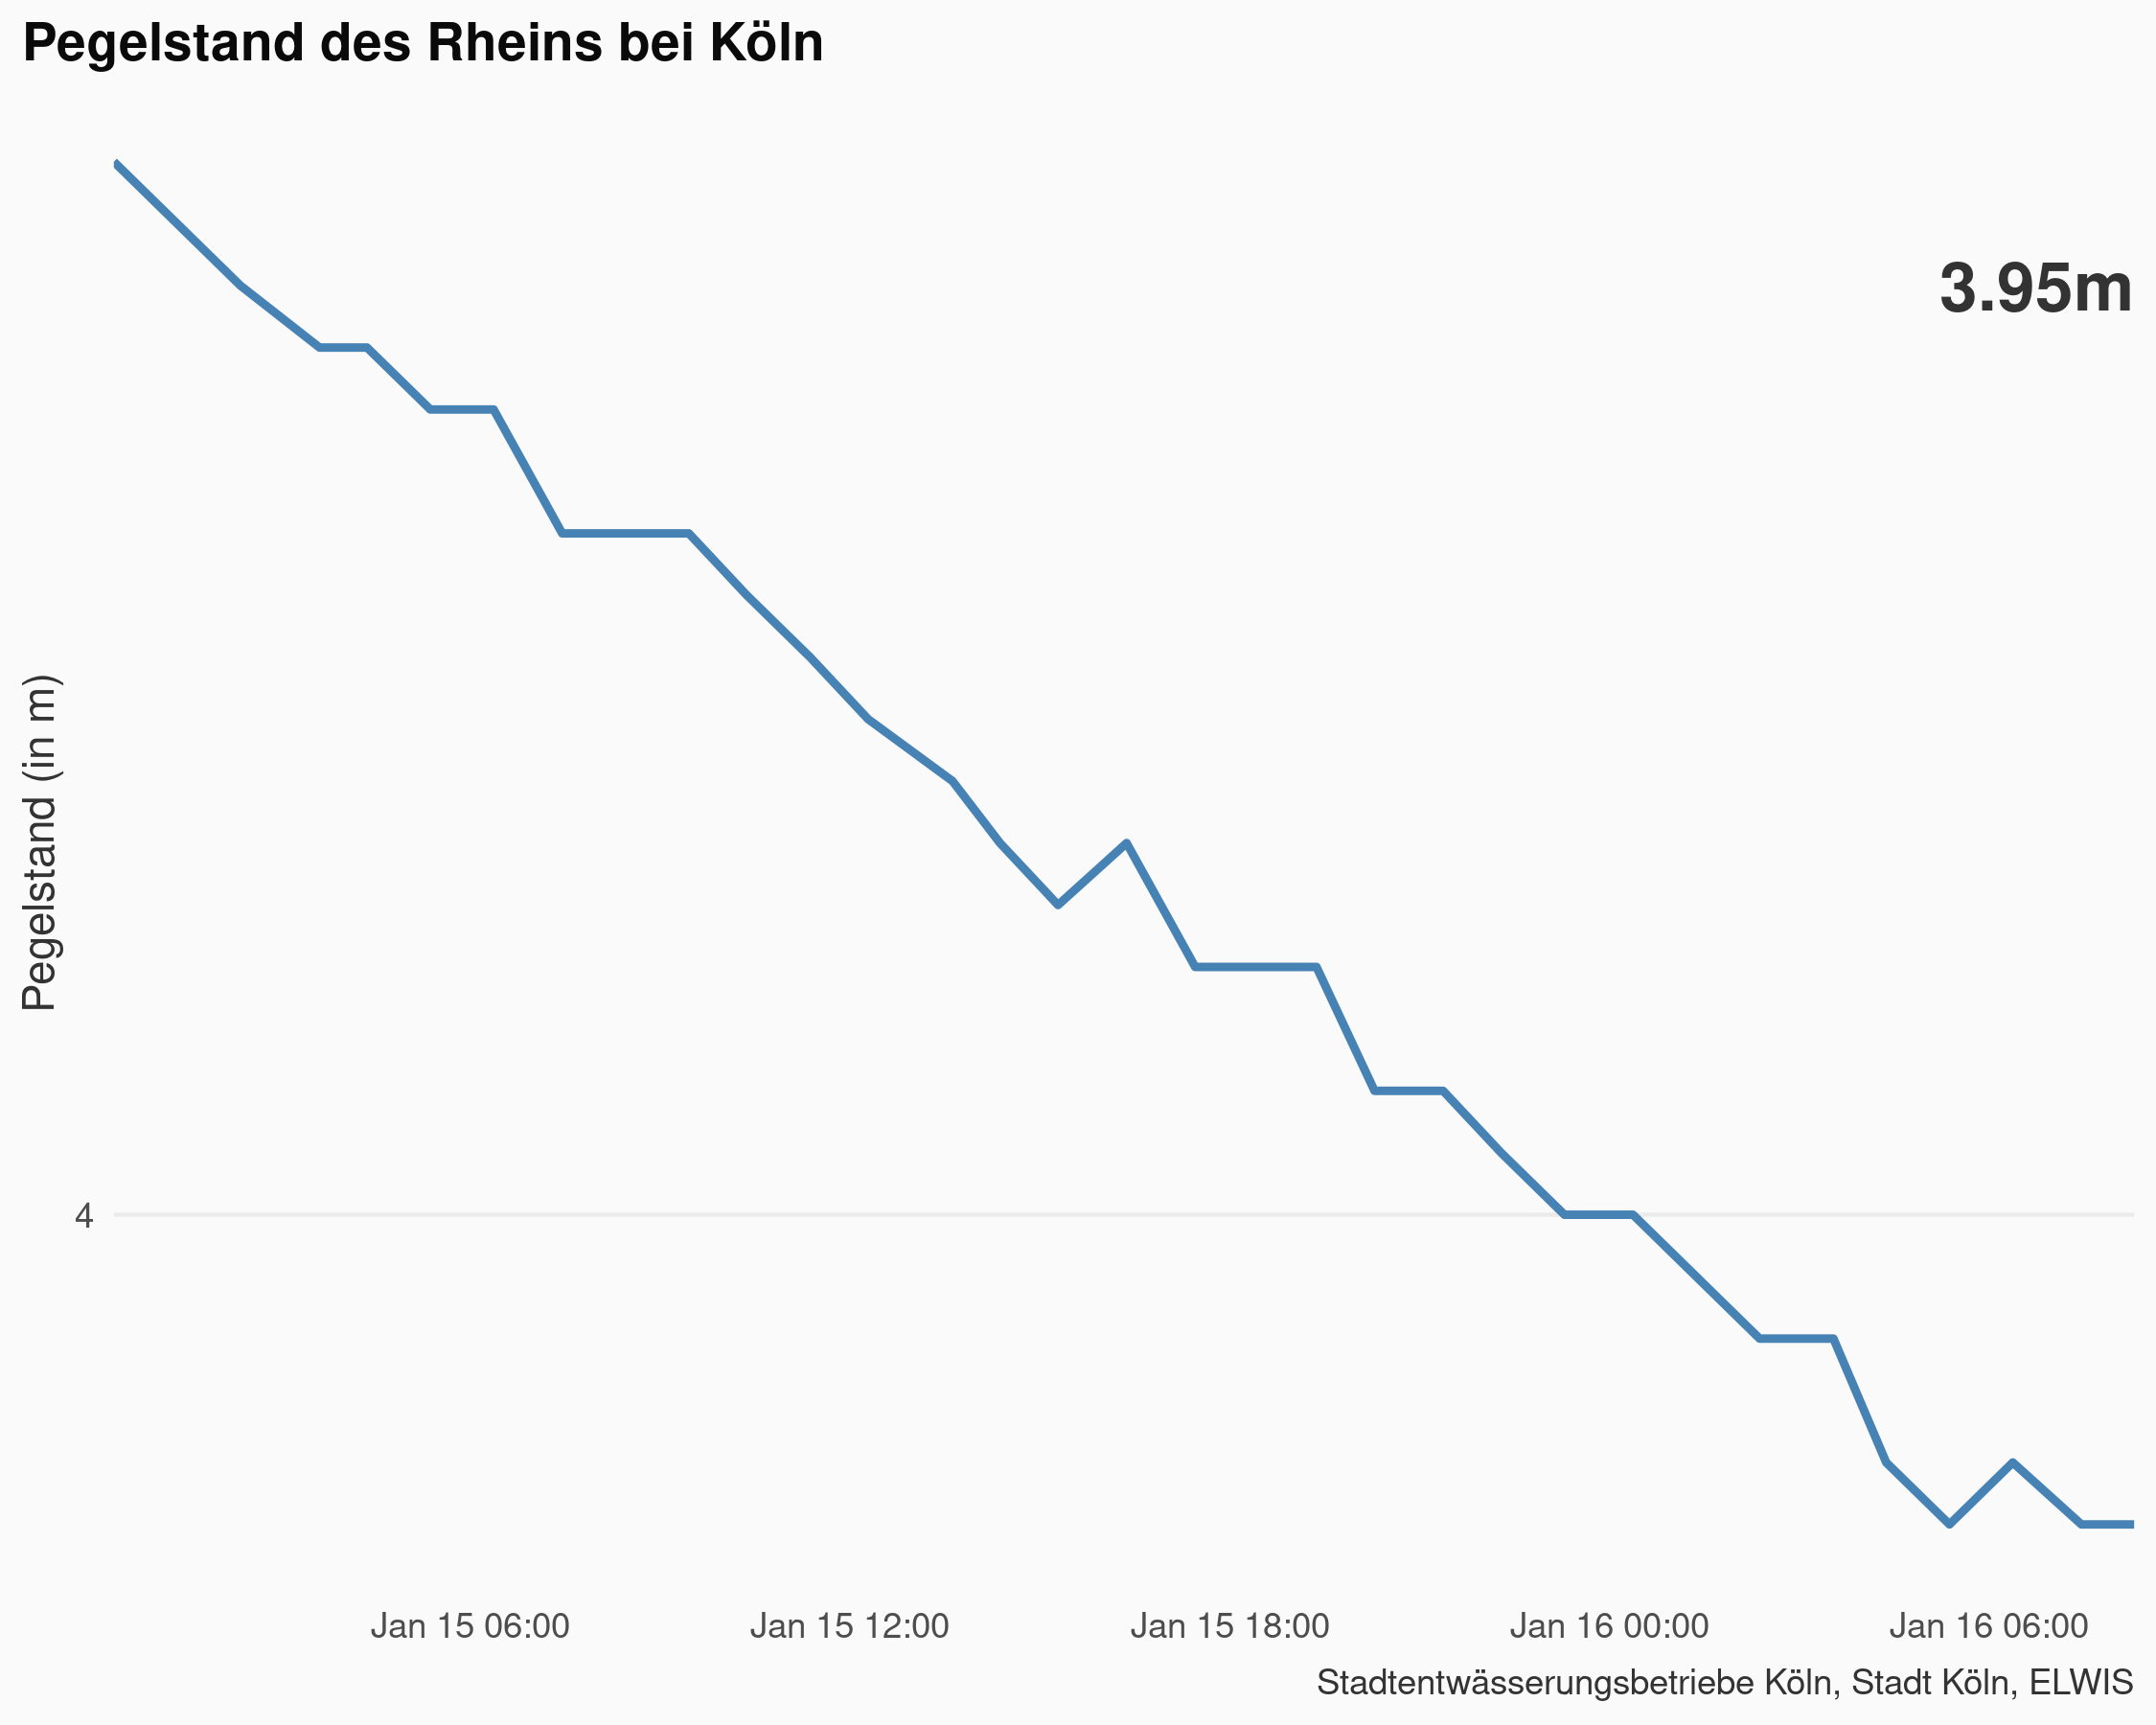 Pegelstand des Rheins bei Köln
3.95m
Pegelstand (in m)
4
Jan 15 06:00
Jan 15 12:00
Jan 15 18:00
Jan 16 00:00
Jan 16 06:00
Stadtentwässerungsbetriebe Köln, Stadt Köln, ELWIS